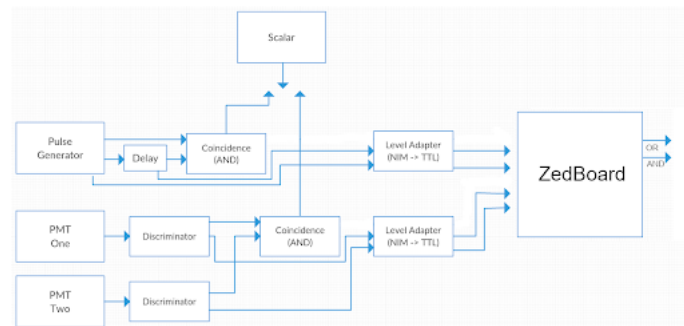 Scalar
Pulse
Generator
Delay
Coincidence
(AND)
Level Adapter
(NIM -> TTL)
ZedBoard
OR
AND
PMT
One
Discriminator
Coincidence
(AND)
Level Adapter
(NIM -> TTL)
PMT
Two
Discriminator